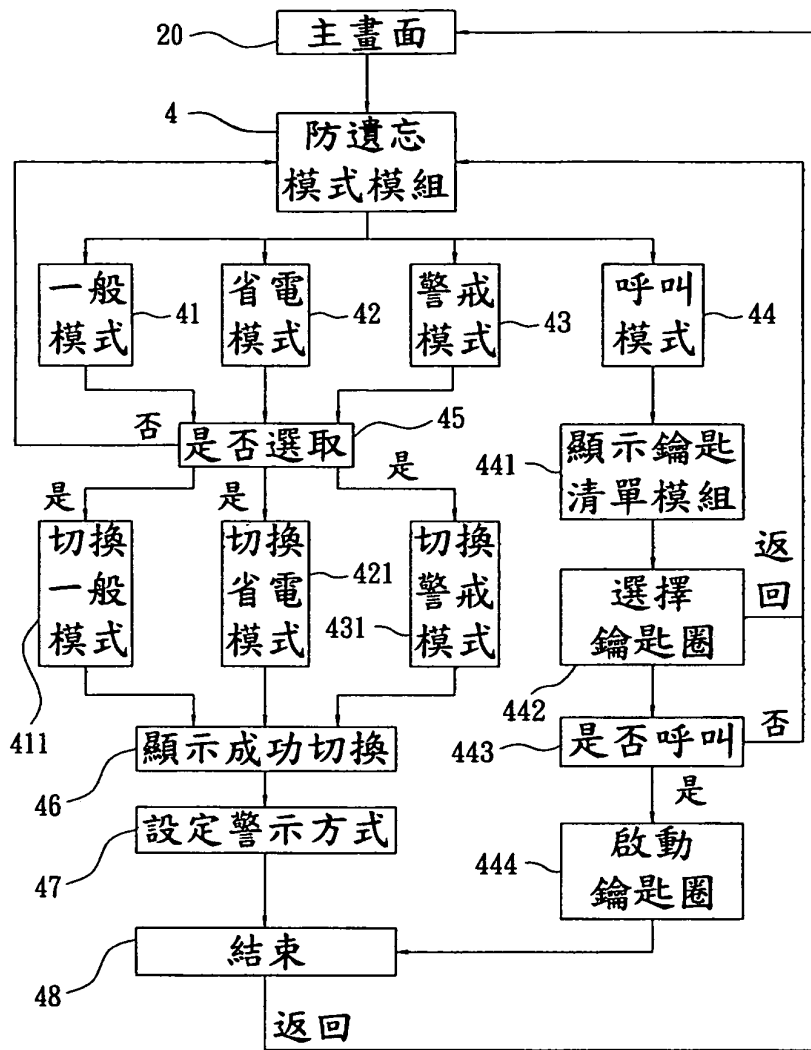 20
主畫面
4
防遺忘
模式模組
一般
模式
41
省電
模式
42
警戒
模式
43
呼叫
模式
44
否
是否選取
45
441
顯示鑰匙
清單模組
是
是
是
切換
一般
模式
411
切換
省電
模式
421
切換
警戒
模式
431
選擇
鑰匙圈
442
返
回
顯示成功切換
46
443
是否呼叫
否
是
設定警示方式
47
444
啟動
鑰匙圈
結束
48
返回